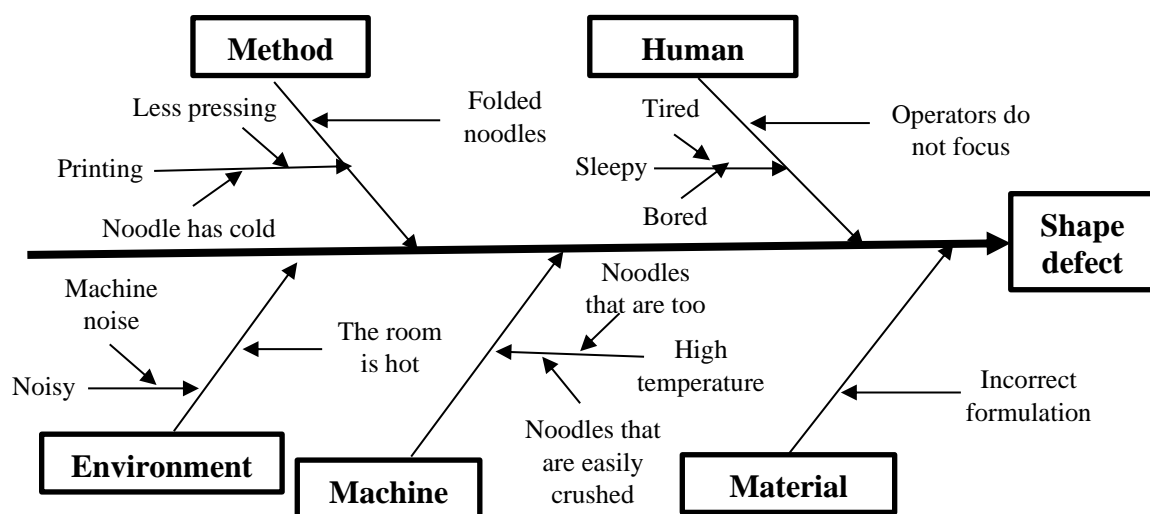 Method
Human
Less pressing
Folded
noodles
Printing
Noodle has cold
Tired
Operators do
not focus
Sleepy
Bored
Shape
defect
Machine
noise
The room
is hot
Noisy
Noodles
that are too
High
temperature
Noodles that
are easily
crushed
Incorrect
formulation
Environment
Machine
Material